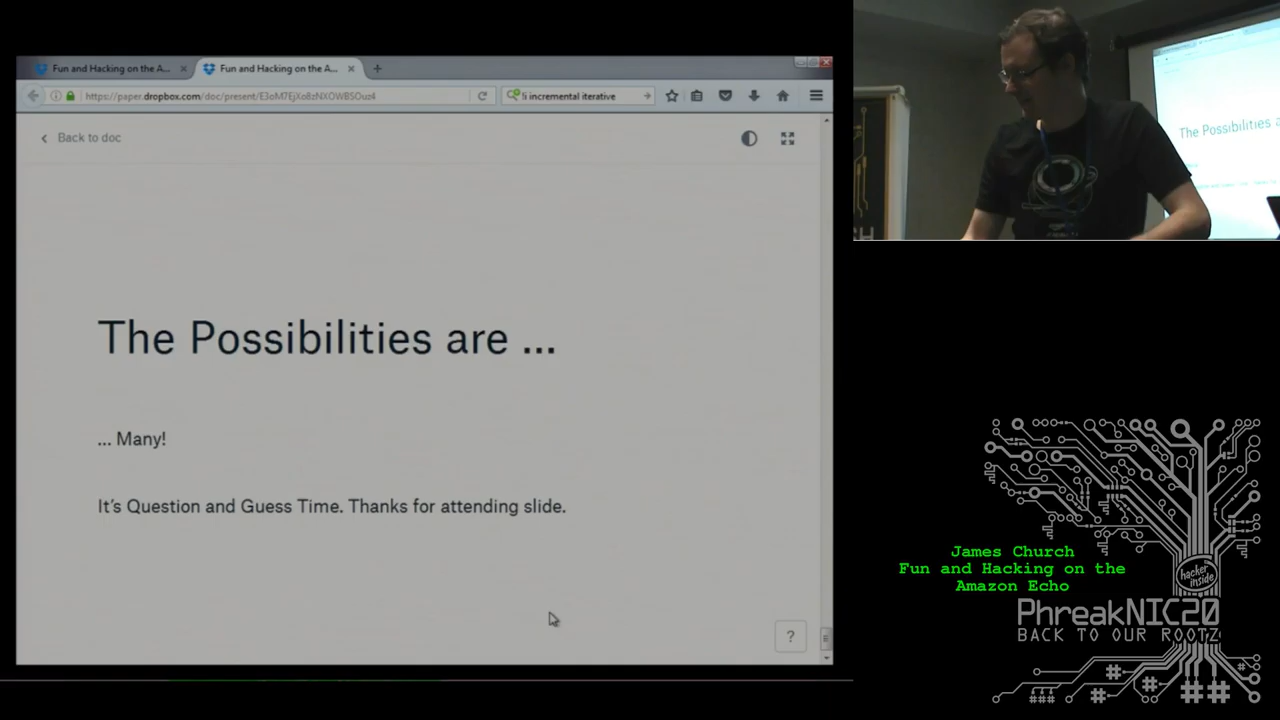 Fun and Hacking on the A...
Fun and Hacking on the A...
https://paper.dropbox.com/doc/present/E3oM7EjXo8zNXOWBSOuz4
!i incremental iterative
Back to doc
The Possibilities are ...
... Many!
It's Question and Guess Time. Thanks for attending slide.
?
The Possibilities a
James Church
Fun and Hacking on the
Amazon Echo
hacker
inside
PhreakNIC20
BACK TO OUR ROOTZ